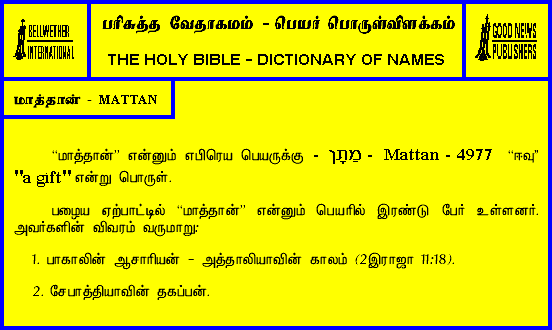 BELLWETHER
INTERNATIONAL
பரிசுத்த வேதாகமம் - பெயர் பொருள்விளக்கம்
THE HOLY BIBLE - DICTIONARY OF NAMES
GOOD NEWS
PUBLISHERS
மாத்தான் - MATTAN
“மாத்தான்” என்னும் எபிரெய பெயருக்கு - מַתָּן - Mattan - 4977 “ஈவு”
"a gift" என்று பொருள்.
பழைய ஏற்பாட்டில் “மாத்தான்” என்னும் பெயரில் இரண்டு பேர் உள்ளனர்.
அவர்களின் விவரம் வருமாறு:
1. பாகாலின் ஆசாரியன் - அத்தாலியாவின் காலம் (2இராஜா 11:18).
2. சேபாத்தியாவின் தகப்பன்.